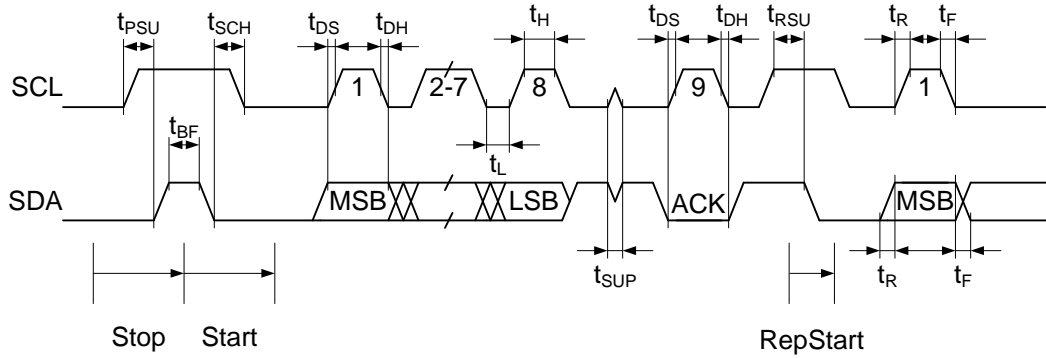 tPSU tSCH tDS tDH tH tDS tDH tRSU tR tF
SCL 1 2-7 8 9 1
tBF tL
SDA MSB LSB ACK MSB
tSUP tR tF
Stop Start RepStart